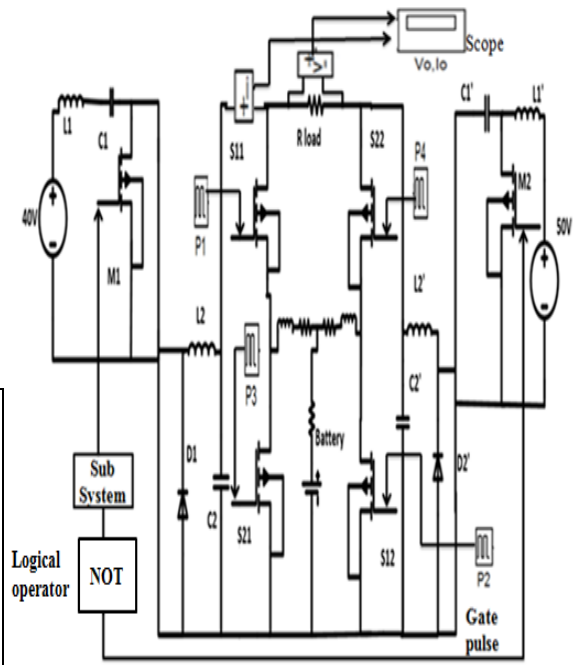 Scope
Vo,Io
R load
L1
C1
S11
S22
P4
C1'
L1'
M2
40V
50V
P1
M1
L2
L2'
P3
Battery
C2'
D1
D2'
C2
S21
S12
P2
Sub
System
Logical
operator
NOT
Gate
pulse